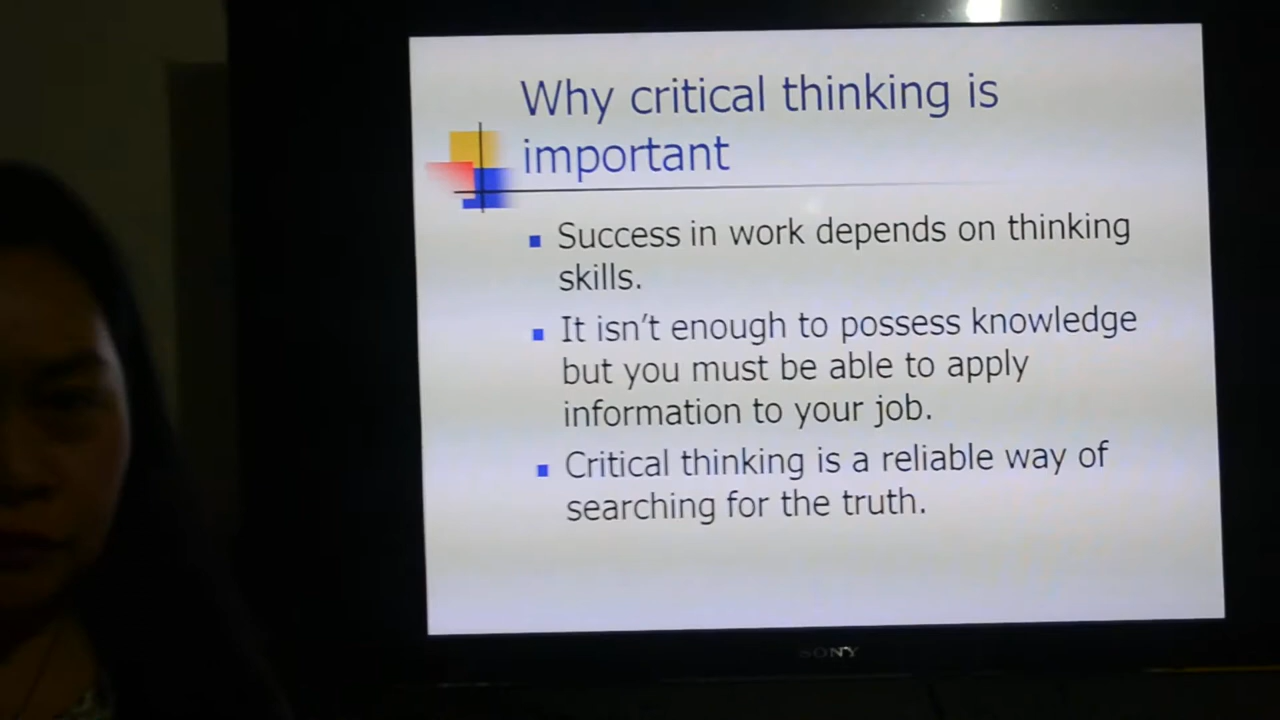 Why critical thinking is
important
Success in work depends on thinking
skills.
It isn't enough to possess knowledge
but you must be able to apply
information to your job.
Critical thinking is a reliable way of
searching for the truth.
SONY